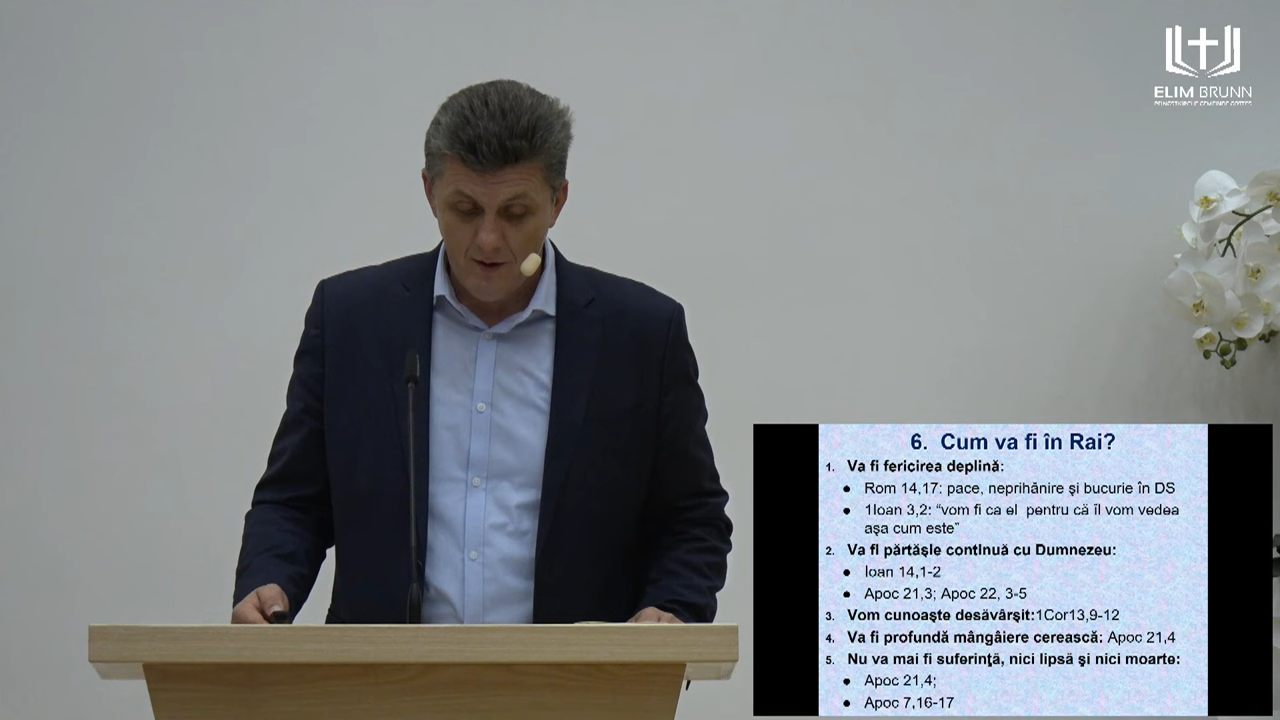 ELIM BRUNN
PFINGSTKIRCHE GEMEINDE GOTTES
6. Cum va fi în Rai?
1. Va fi fericirea deplină:
● Rom 14,17: pace, neprihănire şi bucurie în DS
● 1Ioan 3,2: “vom fi ca el pentru că îl vom vedea
aşa cum este”
2. Va fi părtăşie continuă cu Dumnezeu:
● Ioan 14,1-2
● Apoc 21,3; Apoc 22, 3-5
3. Vom cunoaşte desăvârşit:1Cor13,9-12
4. Va fi profundă mângâiere cerească: Apoc 21,4
5. Nu va mai fi suferinţă, nici lipsă şi nici moarte:
● Apoc 21,4;
● Apoc 7,16-17